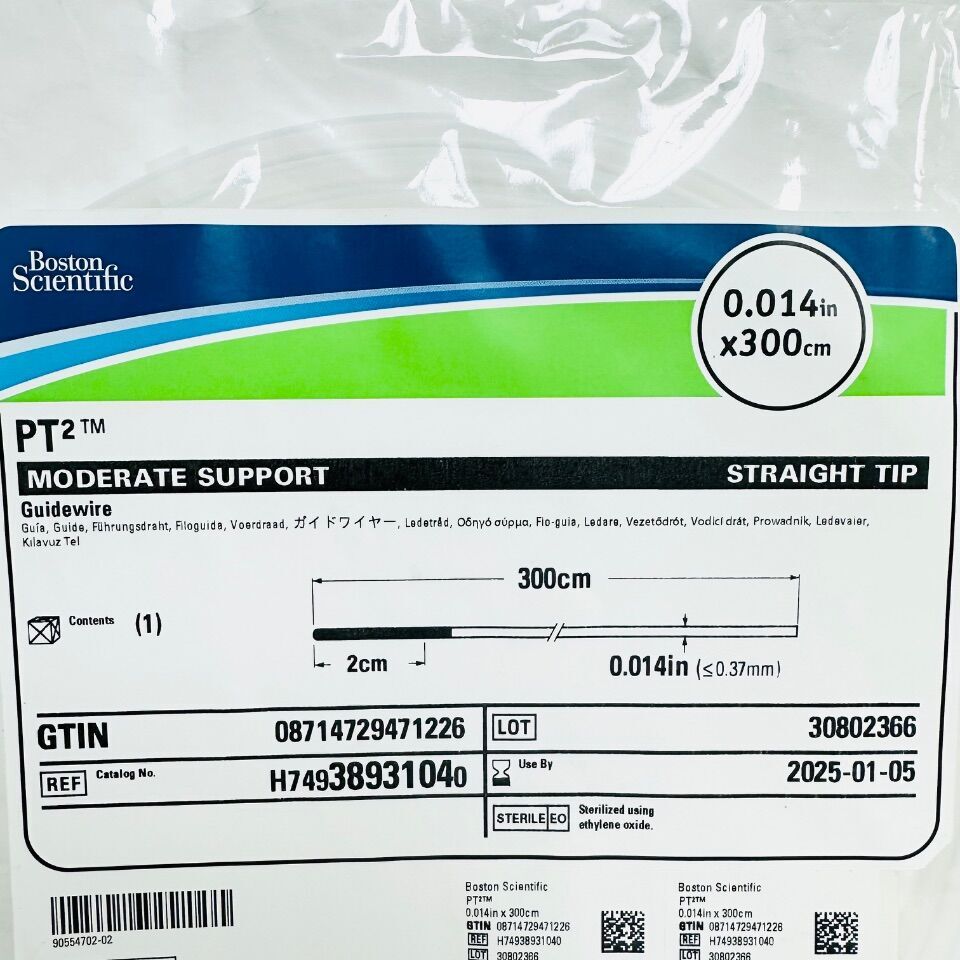 Boston
Scientific
0.014in
x300cm
PT²™
MODERATE SUPPORT STRAIGHT TIP
Guidewire
Guía, Guide, Führungsdraht, Filoguida, Voerdraad, ガイドワイヤー, Ledetråd, Οδηγό σύρμα, Fio-guia, Ledare, Vezetődrót, Vodicí drát, Prowadnik, Ledevaier,
Kılavuz Tel
300cm
Contents (1)
2cm 0.014in (≤0.37mm)
GTIN 08714729471226 LOT 30802366
REF Catalog No. H74938931040 Use By 2025-01-05
STERILE EO Sterilized using
ethylene oxide.
90554702-02
Boston Scientific
PT²™
0.014in x 300cm
GTIN 08714729471226
REF H74938931040
LOT 30802366
Boston Scientific
PT²™
0.014in x 300cm
GTIN 08714729471226
REF H74938931040
LOT 30802366